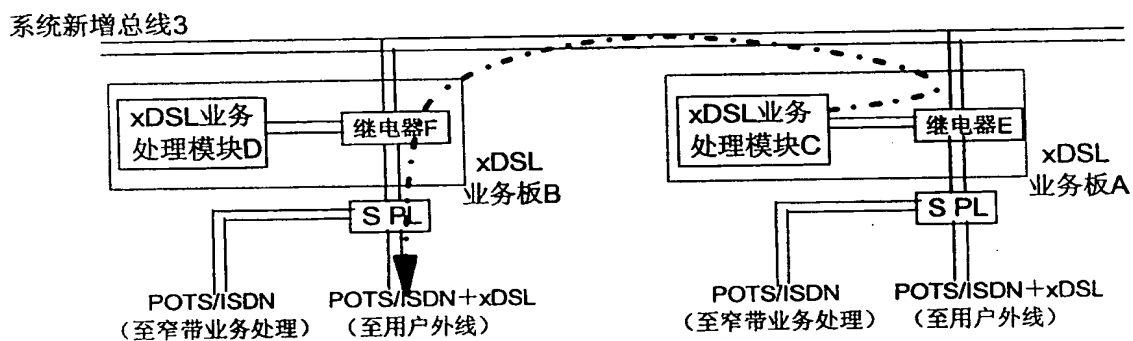 系统新增总线3
xDSL业务
处理模块D
继电器F
xDSL
业务板B
S PL
POTS/ISDN
（至窄带业务处理）
POTS/ISDN＋xDSL
（至用户外线）
xDSL业务
处理模块C
继电器E
xDSL
业务板A
S PL
POTS/ISDN
（至窄带业务处理）
POTS/ISDN＋xDSL
（至用户外线）